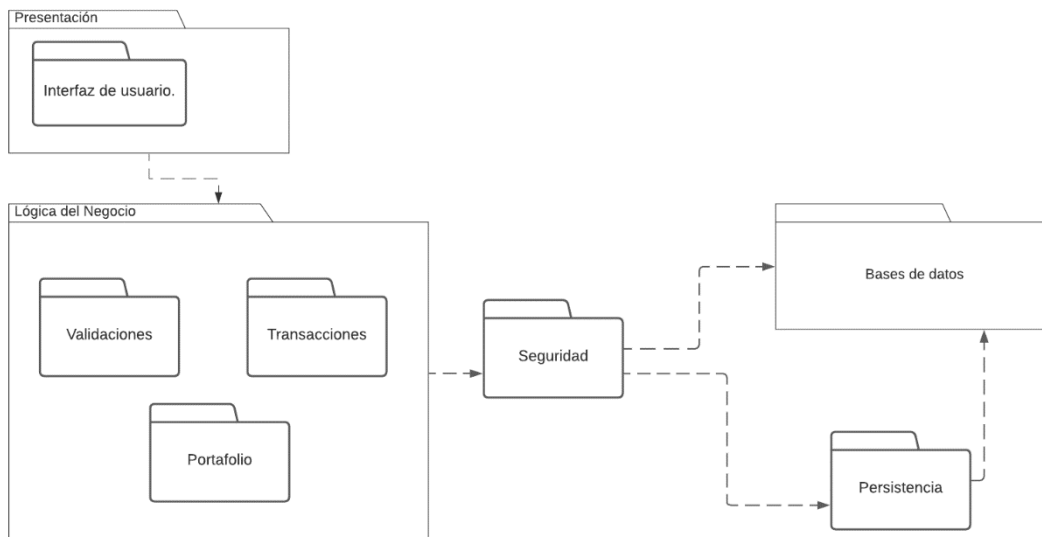 Presentación
Interfaz de usuario.
Lógica del Negocio
Validaciones
Transacciones
Portafolio
Seguridad
Bases de datos
Persistencia